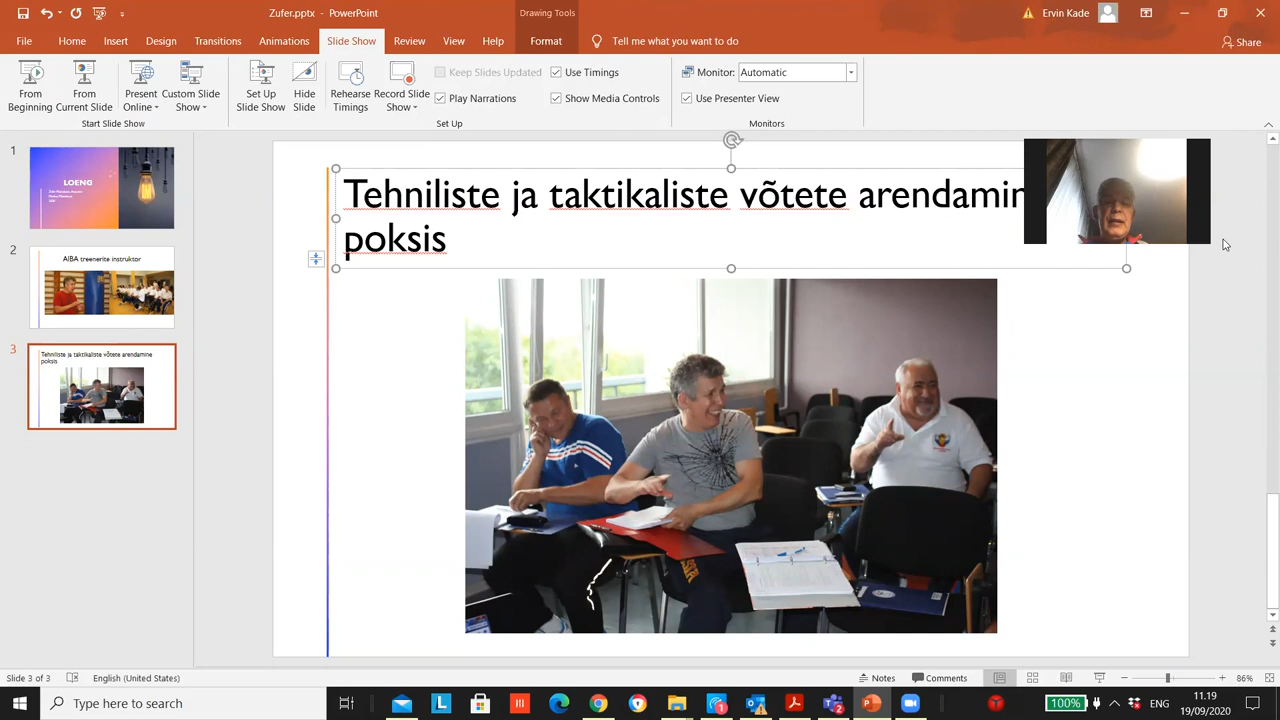 Zufer.pptx - PowerPoint
Drawing Tools
Ervin Kade
File
Home
Insert
Design
Transitions
Animations
Slide Show
Review
View
Help
Format
Tell me what you want to do
Share
From Beginning
From Current Slide
Present Online
Custom Slide Show
Set Up Slide Show
Hide Slide
Rehearse Timings
Record Slide Show
Keep Slides Updated
Play Narrations
Use Timings
Show Media Controls
Monitor: Automatic
Use Presenter View
Start Slide Show
Set Up
Monitors
1
LOENG
2
AIBA treenerite instruktor
3
Tehniliste ja taktikaliste võtete arendamine
poksis
Tehniliste ja taktikaliste võtete arendamin
poksis
Slide 3 of 3
English (United States)
Notes
Comments
86%
Type here to search
100%
ENG
11.19
19/09/2020